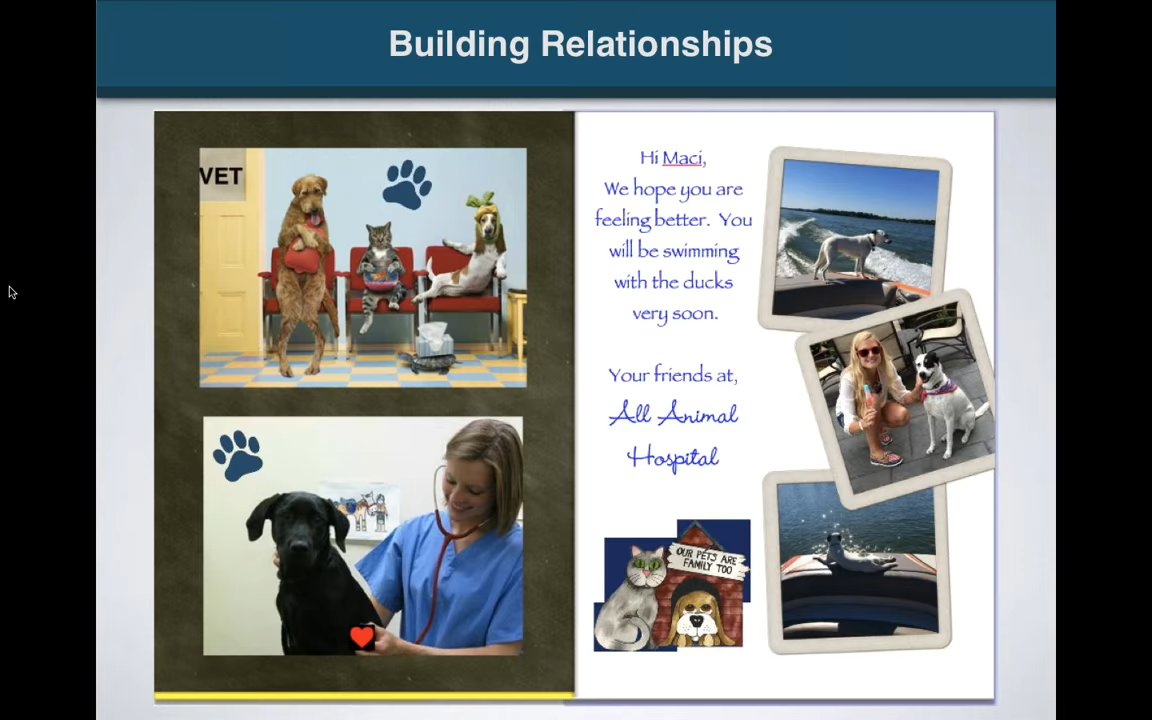 Building Relationships
VET
Hi Maci,
We hope you are
feeling better. You
will be swimming
with the ducks
very soon.
Your friends at,
All Animal
Hospital
OUR PETS ARE
FAMILY TOO